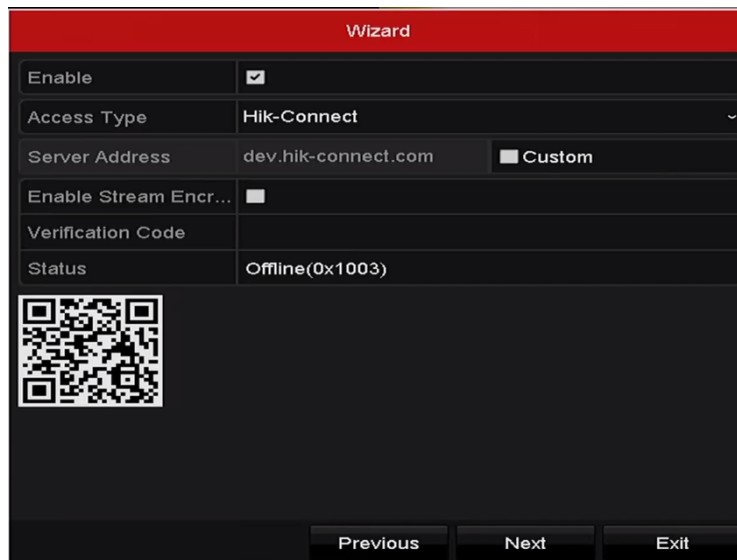 Wizard
Enable
Access Type Hik-Connect
Server Address dev.hik-connect.com Custom
Enable Stream Encr...
Verification Code
Status Offline(0x1003)
Previous Next Exit